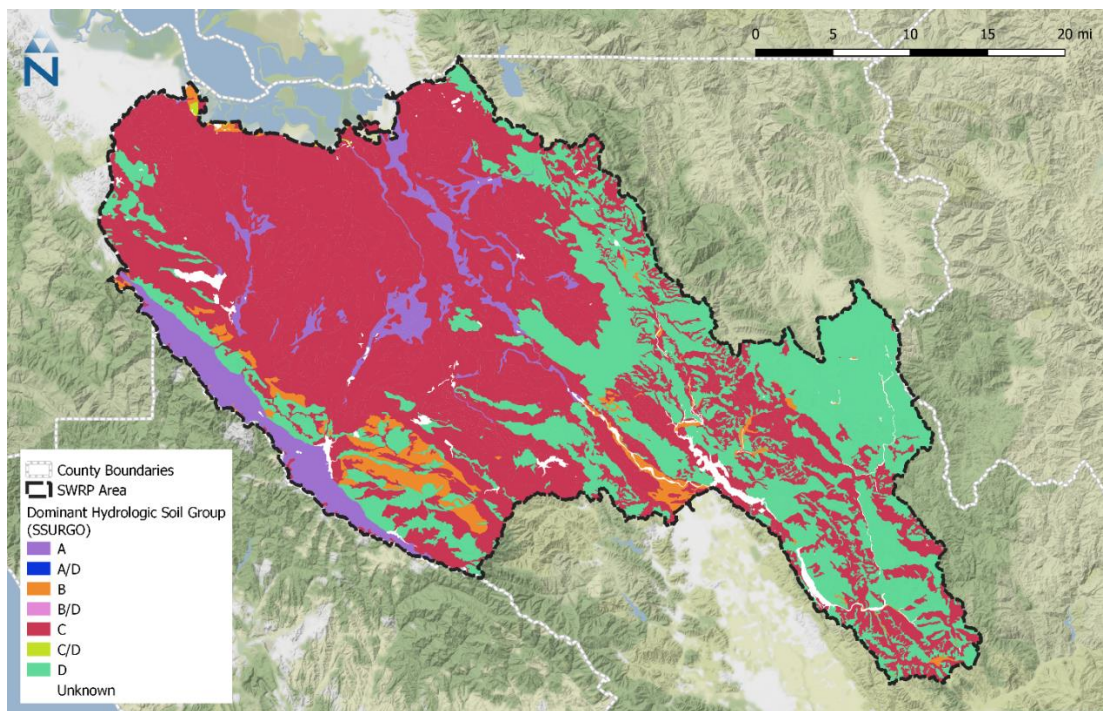 N
0 5 10 15 20 mi
County Boundaries
SWRP Area
Dominant Hydrologic Soil Group
(SSURGO)
A
A/D
B
B/D
C
C/D
D
Unknown